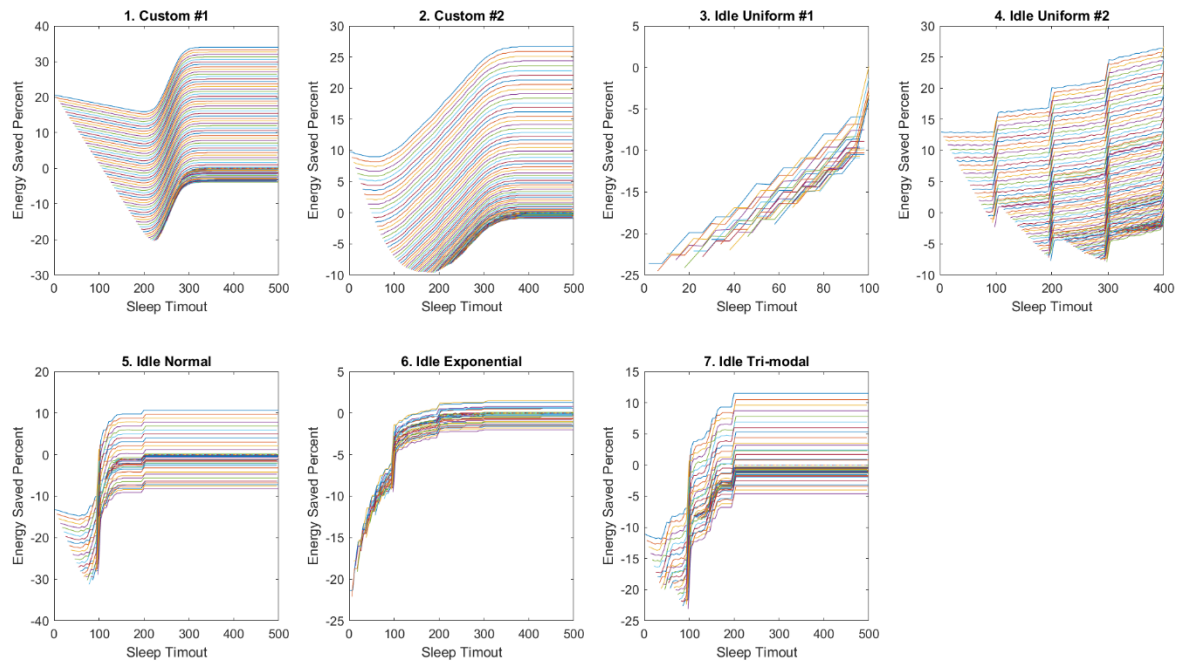 1. Custom #1
2. Custom #2
3. Idle Uniform #1
4. Idle Uniform #2
40
30
20
10
0
-10
-20
-30
Energy Saved Percent
0 100 200 300 400 500
Sleep Timout
30
25
20
15
10
5
0
-5
-10
Energy Saved Percent
0 100 200 300 400 500
Sleep Timout
5
0
-5
-10
-15
-20
-25
Energy Saved Percent
0 20 40 60 80 100
Sleep Timout
30
25
20
15
10
5
0
-5
-10
Energy Saved Percent
0 100 200 300 400
Sleep Timout
5. Idle Normal
6. Idle Exponential
7. Idle Tri-modal
20
10
0
-10
-20
-30
-40
Energy Saved Percent
0 100 200 300 400 500
Sleep Timout
5
0
-5
-10
-15
-20
-25
Energy Saved Percent
0 100 200 300 400 500
Sleep Timout
15
10
5
0
-5
-10
-15
-20
-25
Energy Saved Percent
0 100 200 300 400 500
Sleep Timout